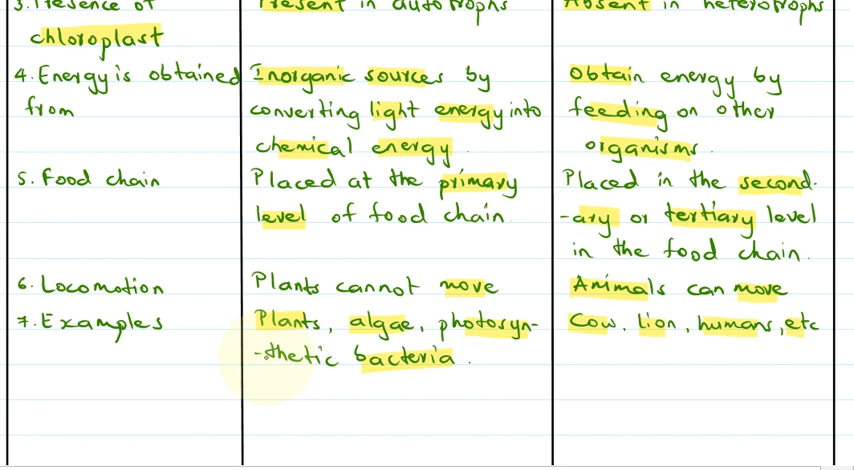 3. Presence of
chloroplast
Present in autotrophs
Absent in heterotrophs
4. Energy is obtained
from
Inorganic sources by
converting light energy into
chemical energy.
Obtain energy by
feeding on other
organisms.
5. Food chain
Placed at the primary
level of food chain
Placed in the second-
-ary or tertiary level
in the food chain.
6. Locomotion
Plants cannot move
Animals can move
7. Examples
Plants, algae, photosyn-
-thetic bacteria.
Cow, lion, humans, etc